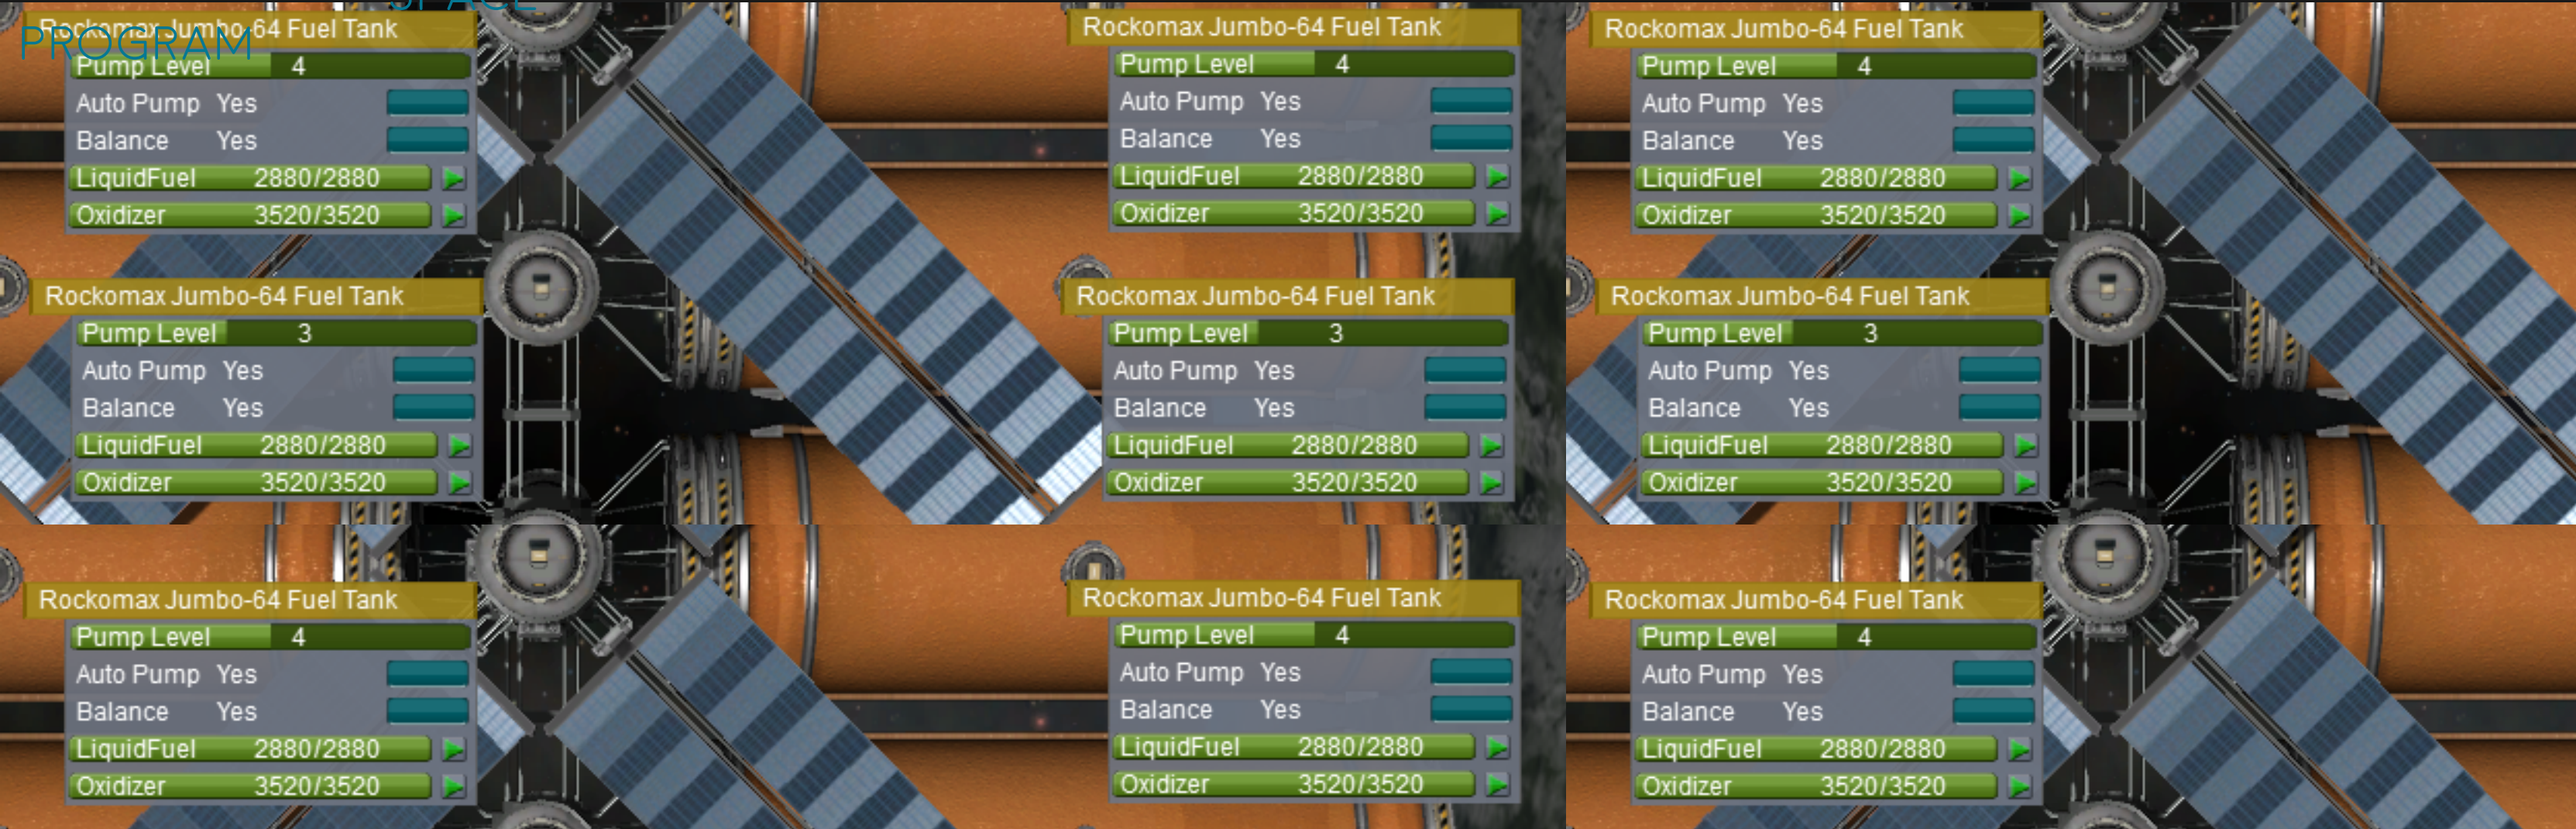 SPACE
PROGRAM
Rockomax Jumbo-64 Fuel Tank
Pump Level 4
Auto Pump Yes
Balance Yes
LiquidFuel 2880/2880
Oxidizer 3520/3520
Rockomax Jumbo-64 Fuel Tank
Pump Level 4
Auto Pump Yes
Balance Yes
LiquidFuel 2880/2880
Oxidizer 3520/3520
Rockomax Jumbo-64 Fuel Tank
Pump Level 4
Auto Pump Yes
Balance Yes
LiquidFuel 2880/2880
Oxidizer 3520/3520
Rockomax Jumbo-64 Fuel Tank
Pump Level 3
Auto Pump Yes
Balance Yes
LiquidFuel 2880/2880
Oxidizer 3520/3520
Rockomax Jumbo-64 Fuel Tank
Pump Level 3
Auto Pump Yes
Balance Yes
LiquidFuel 2880/2880
Oxidizer 3520/3520
Rockomax Jumbo-64 Fuel Tank
Pump Level 3
Auto Pump Yes
Balance Yes
LiquidFuel 2880/2880
Oxidizer 3520/3520
Rockomax Jumbo-64 Fuel Tank
Pump Level 4
Auto Pump Yes
Balance Yes
LiquidFuel 2880/2880
Oxidizer 3520/3520
Rockomax Jumbo-64 Fuel Tank
Pump Level 4
Auto Pump Yes
Balance Yes
LiquidFuel 2880/2880
Oxidizer 3520/3520
Rockomax Jumbo-64 Fuel Tank
Pump Level 4
Auto Pump Yes
Balance Yes
LiquidFuel 2880/2880
Oxidizer 3520/3520